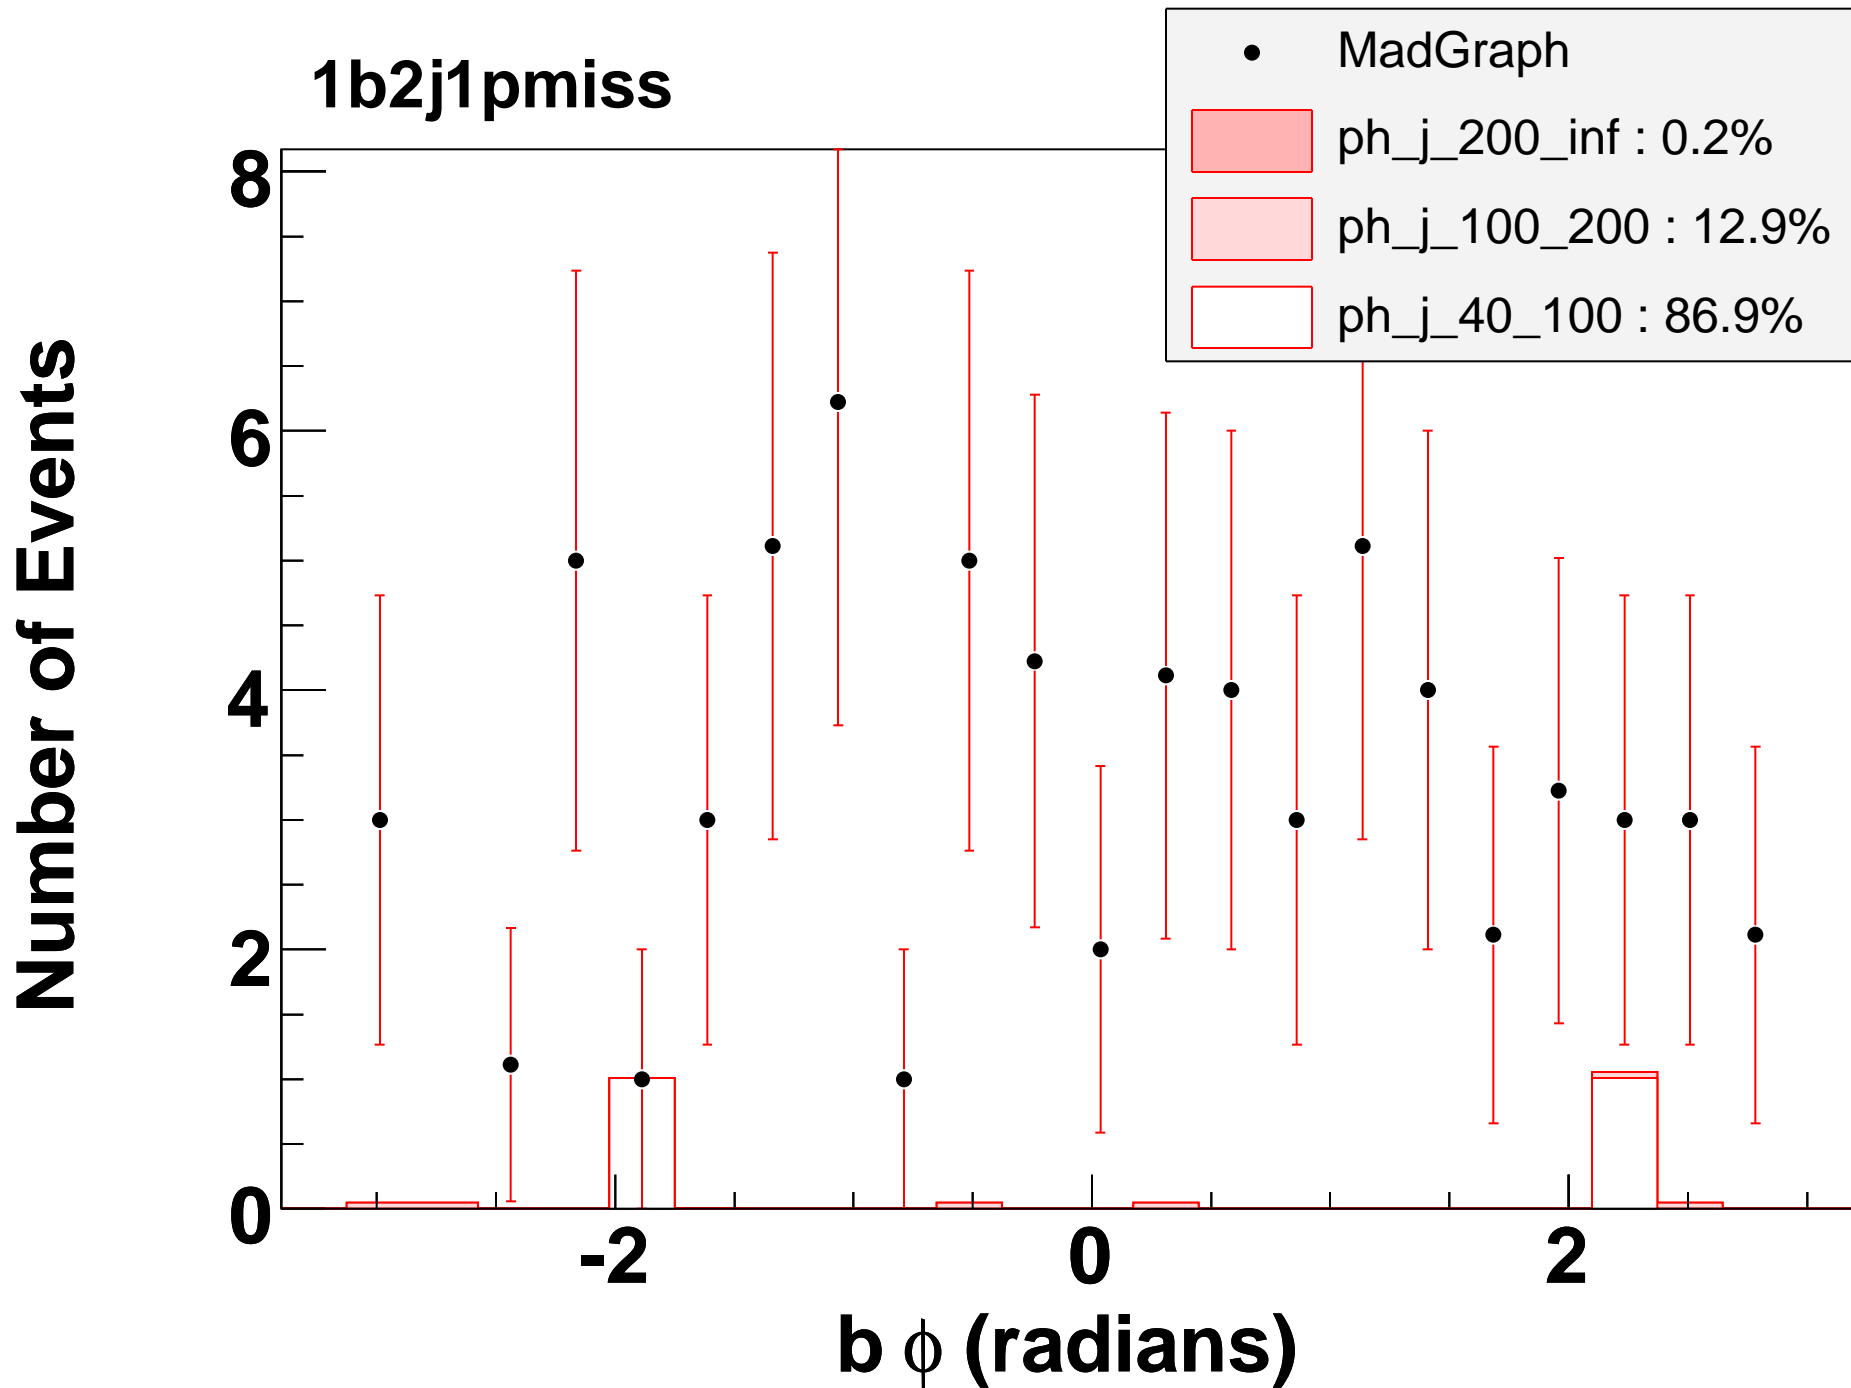 1b2j1pmiss
MadGraph
ph_j_200_inf : 0.2%
ph_j_100_200 : 12.9%
ph_j_40_100 : 86.9%
Number of Events
8
6
4
2
0
-2 0 2
b ϕ (radians)